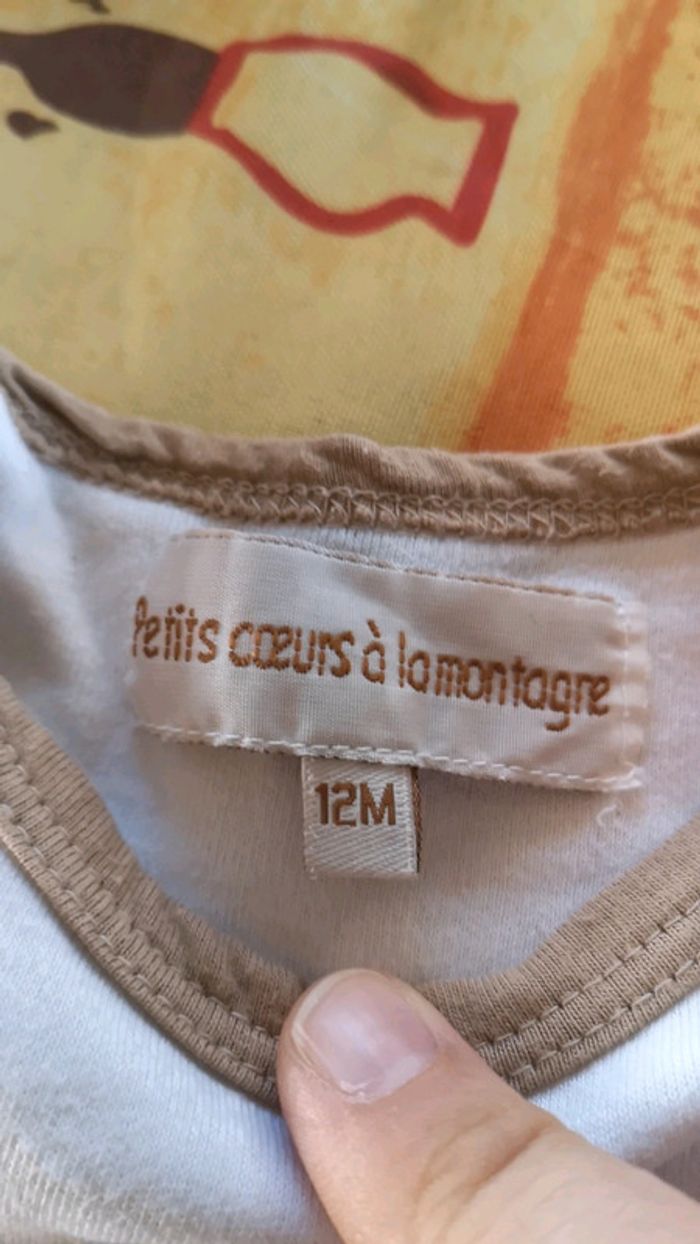 Petits cœurs à la montagne
12M